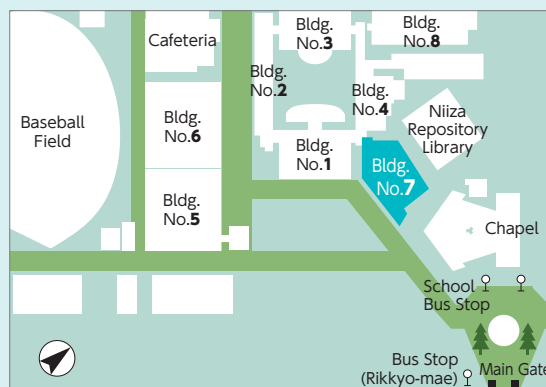 Cafeteria
Bldg.
No.3
Bldg.
No.8
Bldg.
No.2
Bldg.
No.4
Niiza
Repository
Library
Baseball
Field
Bldg.
No.6
Bldg.
No.1
Bldg.
No.7
Bldg.
No.5
Chapel
School
Bus Stop
Bus Stop
(Rikkyo-mae)
Main Gate